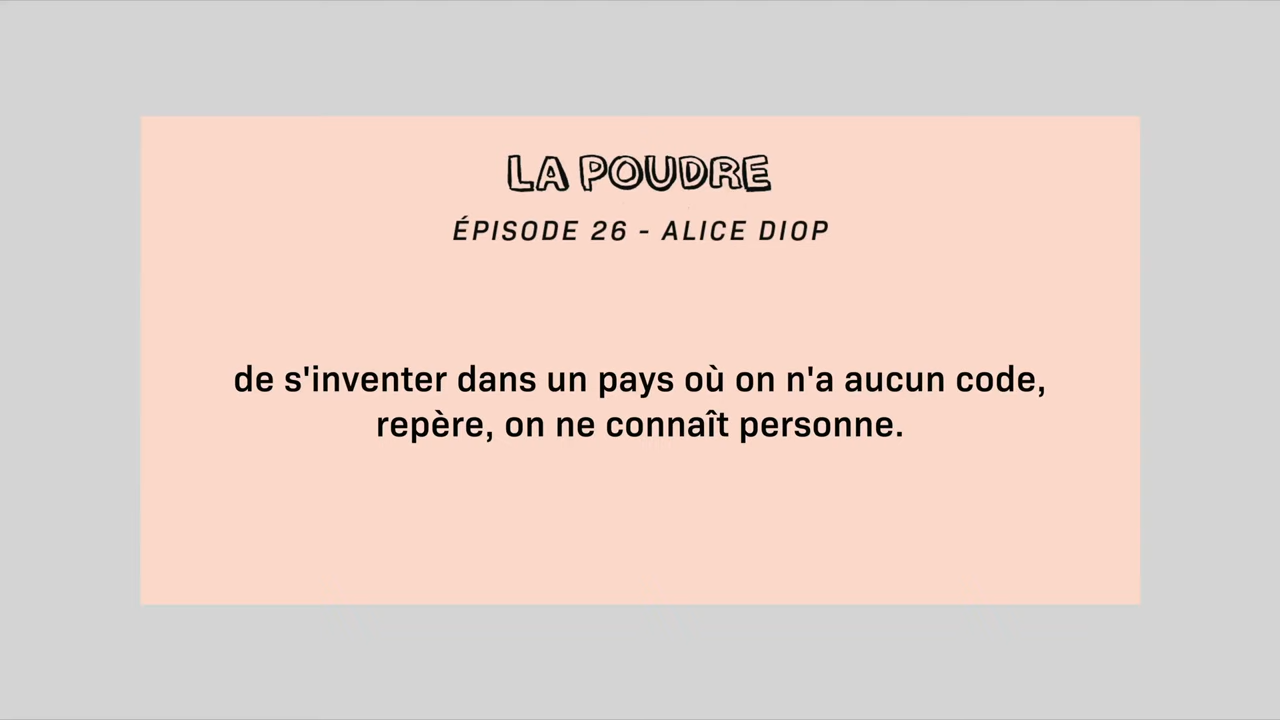 LA POUDRE
ÉPISODE 26 - ALICE DIOP
de s'inventer dans un pays où on n'a aucun code,
repère, on ne connaît personne.